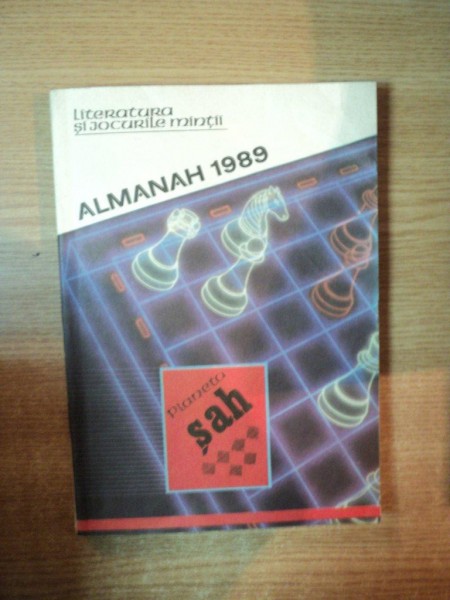 Literatura
și jocurile minții
ALMANAH 1989
Planeta
șah